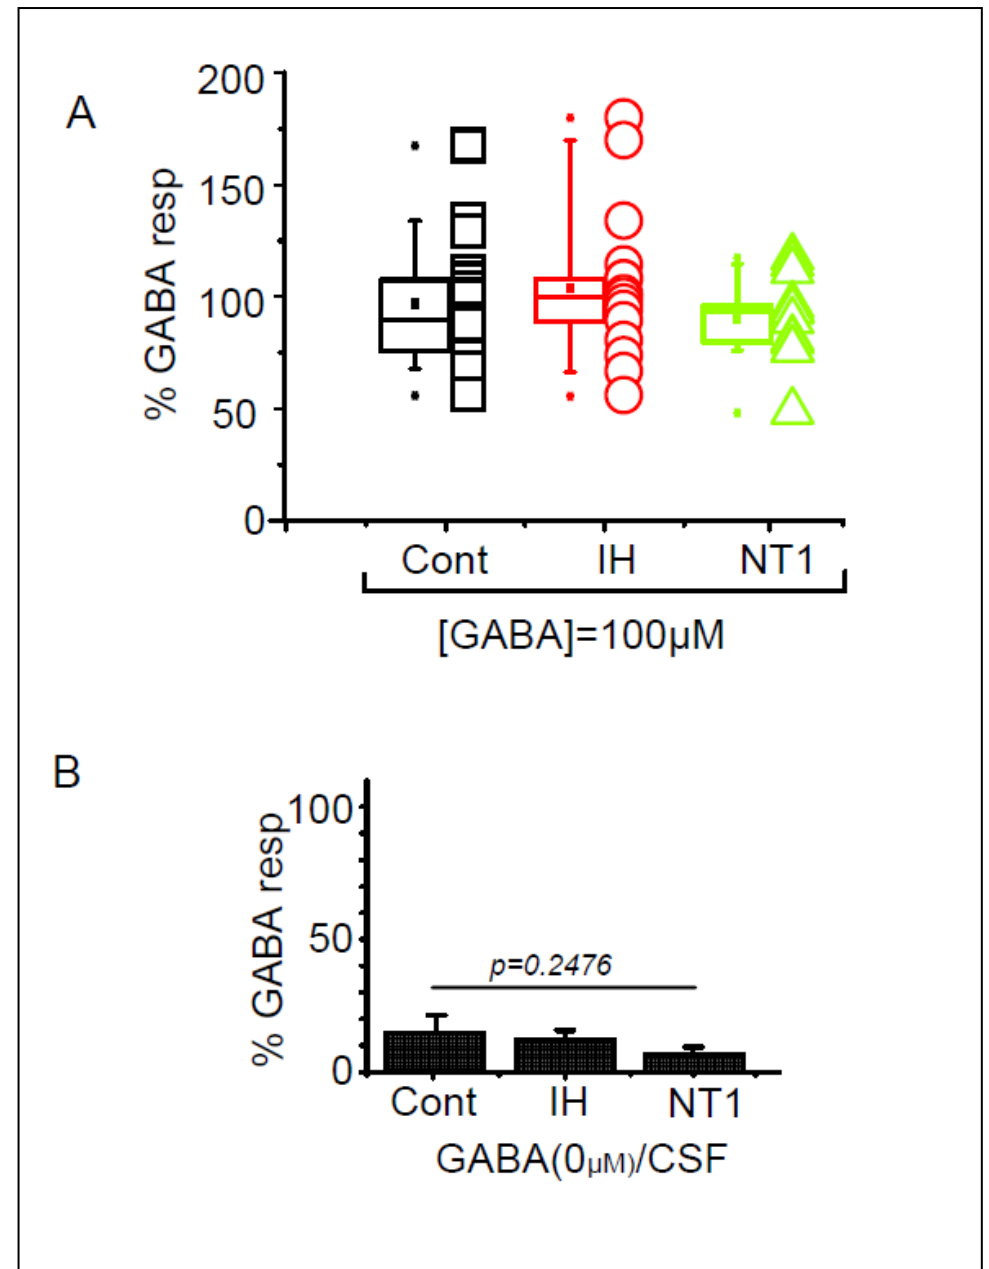 A
% GABA resp
200
150
100
50
0
Cont IH NT1
[GABA]=100µM
B
% GABA resp
100
50
0
p=0.2476
Cont IH NT1
GABA(0µM)/CSF